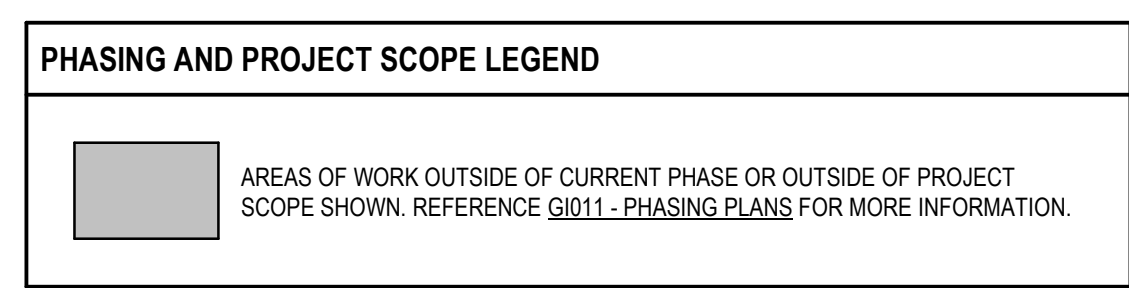 PHASING AND PROJECT SCOPE LEGEND
AREAS OF WORK OUTSIDE OF CURRENT PHASE OR OUTSIDE OF PROJECT
SCOPE SHOWN. REFERENCE GI011 - PHASING PLANS FOR MORE INFORMATION.